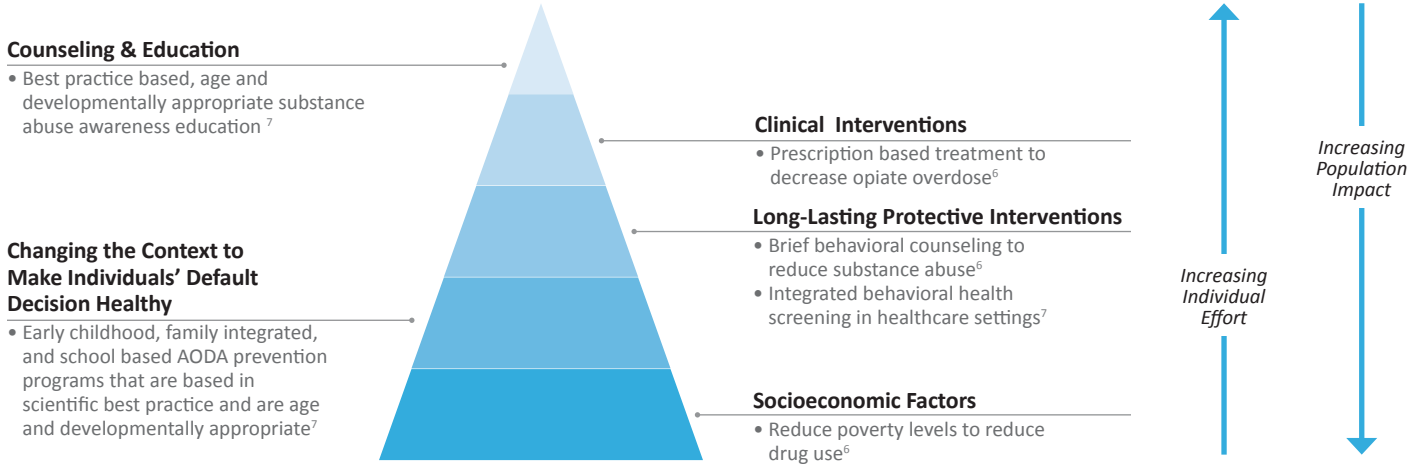 Counseling & Education
• Best practice based, age and
developmentally appropriate substance
abuse awareness education 7
Clinical Interventions
• Prescription based treatment to
decrease opiate overdose6
Long-Lasting Protective Interventions
• Brief behavioral counseling to
reduce substance abuse6
• Integrated behavioral health
screening in healthcare settings7
Changing the Context to
Make Individuals’ Default
Decision Healthy
• Early childhood, family integrated,
and school based AODA prevention
programs that are based in
scientific best practice and are age
and developmentally appropriate7
Socioeconomic Factors
• Reduce poverty levels to reduce
drug use6
Increasing
Individual
Effort
Increasing
Population
Impact